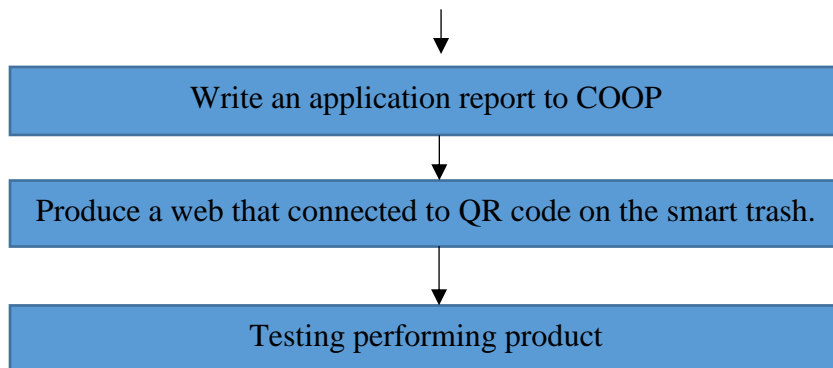 Write an application report to COOP
Produce a web that connected to QR code on the smart trash.
Testing performing product